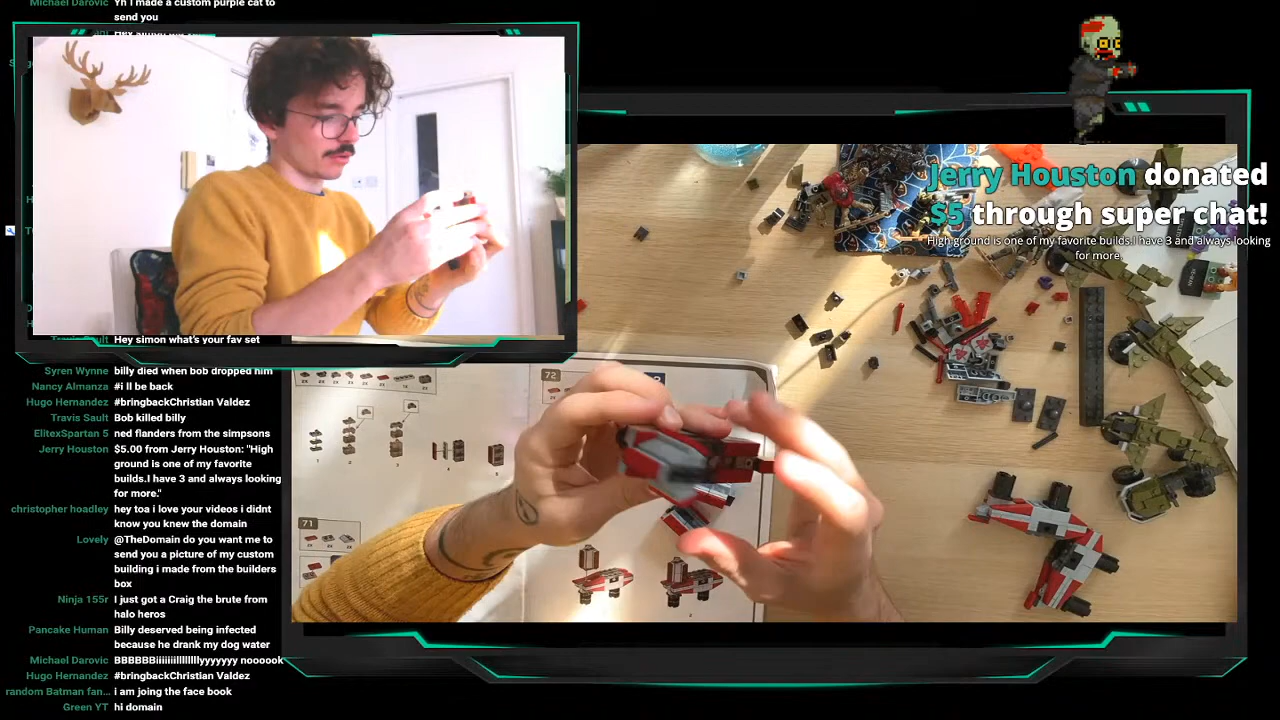 Michael Darovic Yh I made a custom purple cat to
send you
Jerry Houston donated
$5 through super chat!
High ground is one of my favorite builds.I have 3 and always looking
for more.
Hey simon what's your fav set
Syren Wynne billy died when bob dropped him
Nancy Almanza #i ll be back
Hugo Hernandez #bringbackChristian Valdez
Travis Sault Bob killed billy
ElitexSpartan 5 ned flanders from the simpsons
Jerry Houston $5.00 from Jerry Houston: "High
ground is one of my favorite
builds.I have 3 and always looking
for more."
christopher hoadley hey toa i love your videos i didnt
know you knew the domain
Lovely @TheDomain do you want me to
send you a picture of my custom
building i made from the builders
box
Ninja 155r I just got a Craig the brute from
halo heros
Pancake Human Billy deserved being infected
because he drank my dog water
Michael Darovic BBBBBBiiiiiiillllllllyyyyyy noooook
Hugo Hernandez #bringbackChristian Valdez
random Batman fan... i am joing the face book
Green YT hi domain
72
71